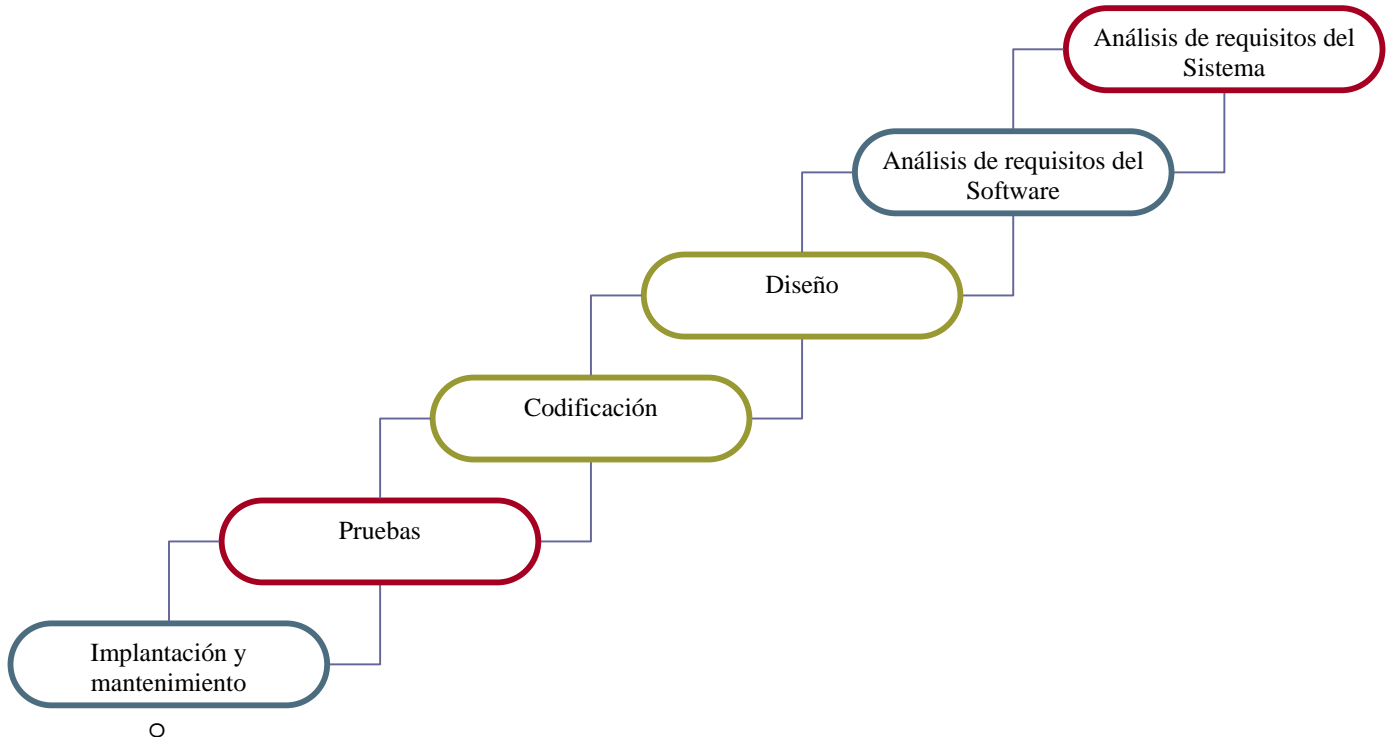 Análisis de requisitos del
Sistema
Análisis de requisitos del
Software
Diseño
Codificación
Pruebas
Implantación y
mantenimiento